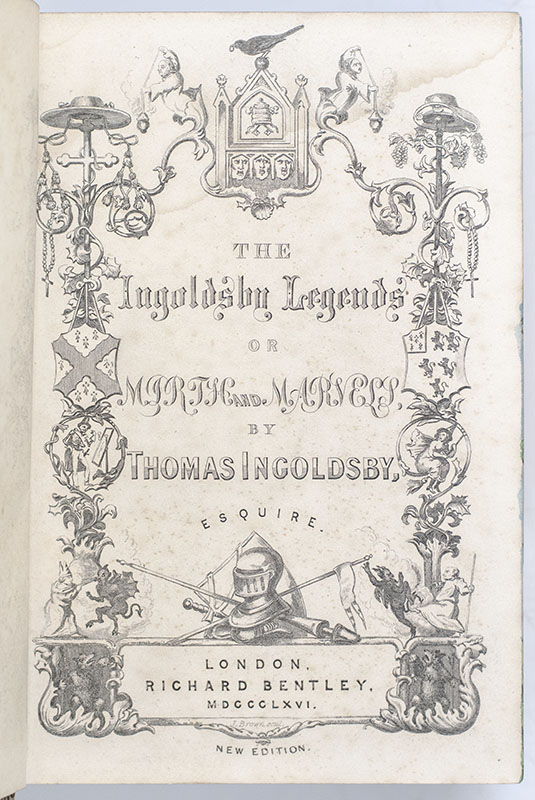 THE
Ingoldsby Legends
OR
MIRTH AND MARVELS,
BY
THOMAS INGOLDSBY,
ESQUIRE.
LONDON,
RICHARD BENTLEY,
MDCCCLXVI.
NEW EDITION.